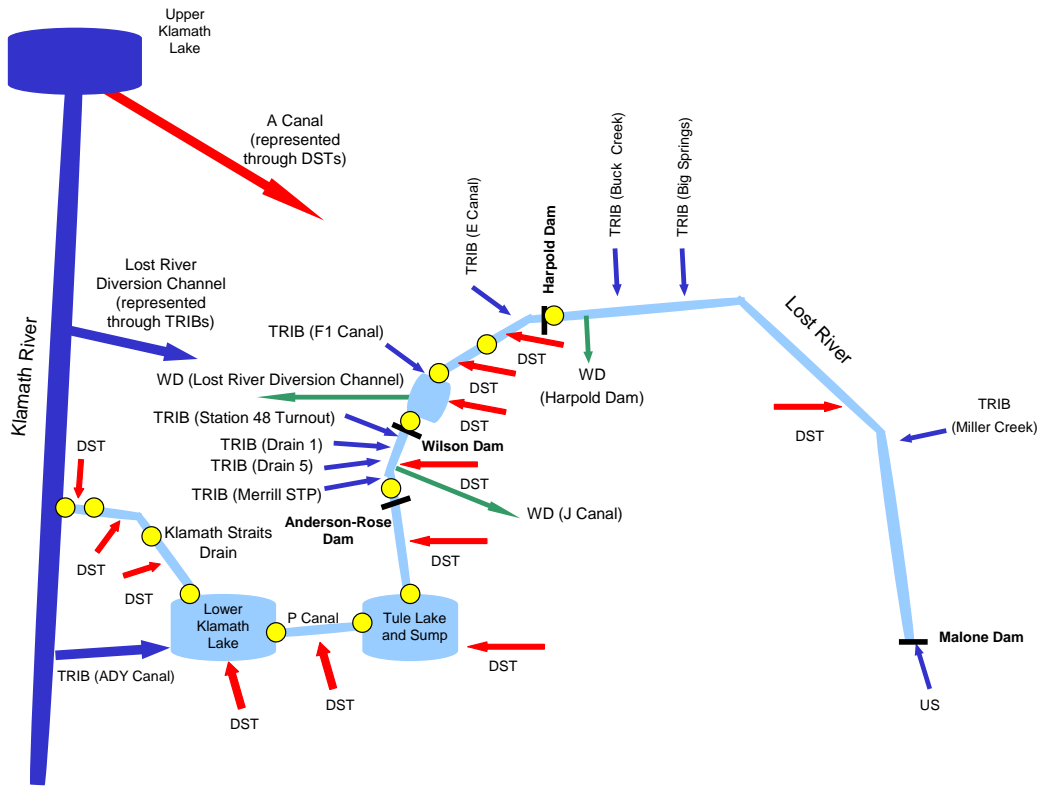 Upper
Klamath
Lake
A Canal
(represented
through DSTs)
Lost River
Diversion Channel
(represented
through TRIBs)
Klamath River
TRIB (E Canal)
Harpold Dam
TRIB (Buck Creek)
TRIB (Big Springs)
Lost River
TRIB (F1 Canal)
DST
WD
(Harpold Dam)
WD (Lost River Diversion Channel)
DST
DST
TRIB (Station 48 Turnout)
Wilson Dam
TRIB (Drain 1)
TRIB (Drain 5)
DST
TRIB (Merrill STP)
WD (J Canal)
Anderson-Rose
Dam
DST
TRIB
(Miller Creek)
DST
DST
Klamath Straits
Drain
DST
DST
Lower
Klamath
Lake
P Canal
Tule Lake
and Sump
DST
TRIB (ADY Canal)
DST
DST
Malone Dam
US